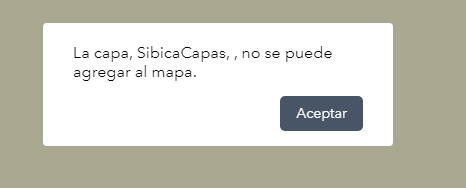 La capa, SibicaCapas, , no se puede
agregar al mapa.
Aceptar